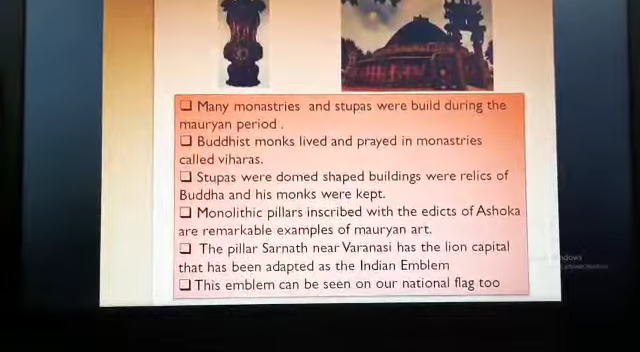 ❑ Many monastries and stupas were build during the
mauryan period .
❑ Buddhist monks lived and prayed in monastries
called viharas.
❑ Stupas were domed shaped buildings were relics of
Buddha and his monks were kept.
❑ Monolithic pillars inscribed with the edicts of Ashoka
are remarkable examples of mauryan art.
❑ The pillar Sarnath near Varanasi has the lion capital
that has been adapted as the Indian Emblem
❑ This emblem can be seen on our national flag too
Windows